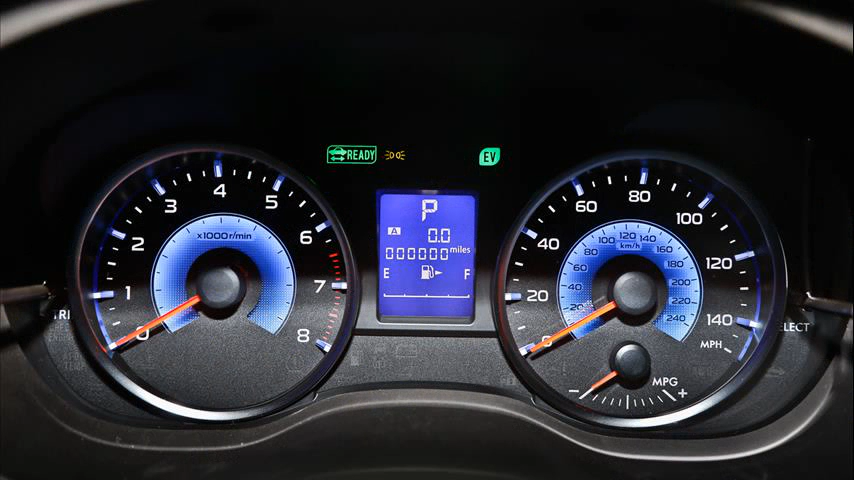 READY
EV
0
1
2
3
4
5
6
7
8
x1000r/min
P
A 0.0
000000 miles
E F
0
20
40
60
80
100
120
140
MPH
km/h
20
80
100
120
140
160
180
200
220
240
- MPG +
TRI
SELECT